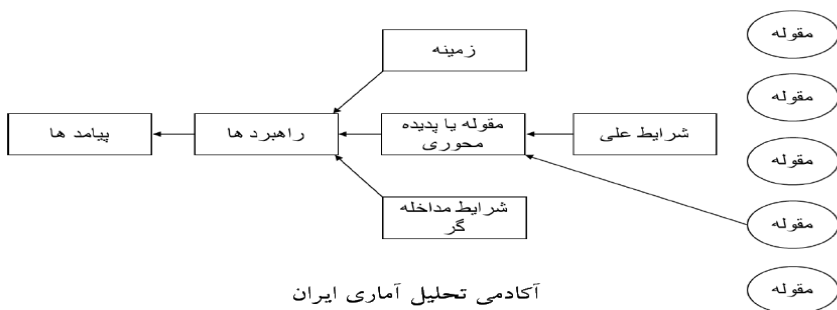 مقوله
زمینه
مقوله
پیامد ها
راهبرد ها
مقوله یا پدیده
محوری
شرایط علی
مقوله
شرایط مداخله
گر
مقوله
آکادمی تحلیل آماری ایران
مقوله